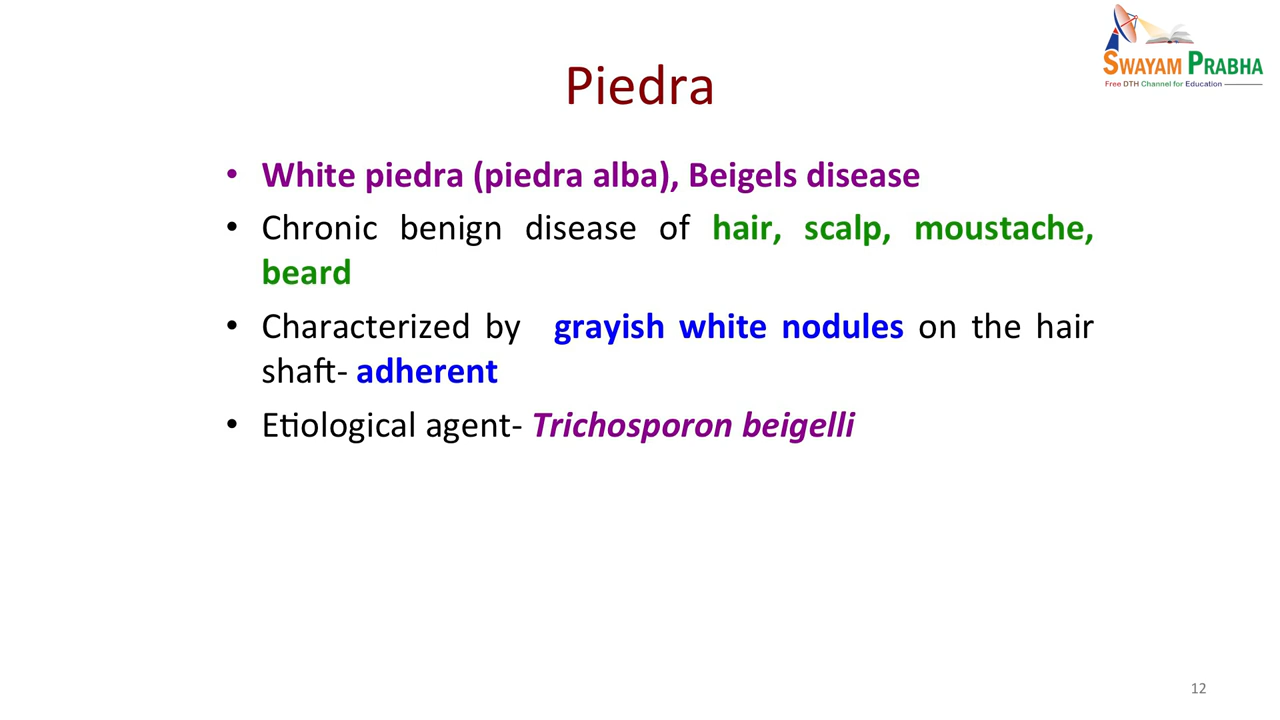 SWAYAM PRABHA
Free DTH Channel for Education
Piedra
• White piedra (piedra alba), Beigels disease
• Chronic benign disease of hair, scalp, moustache,
beard
• Characterized by grayish white nodules on the hair
shaft- adherent
• Etiological agent- Trichosporon beigelli
12